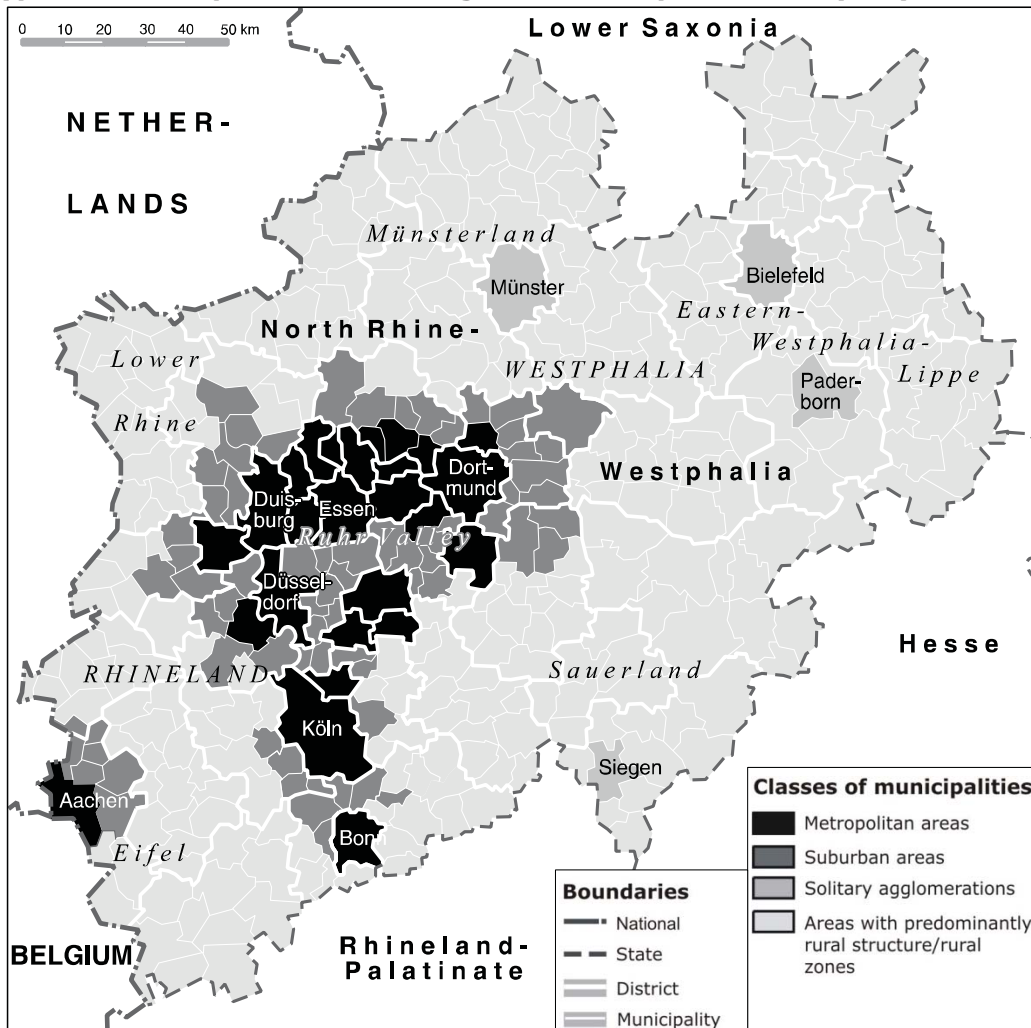 0 10 20 30 40 50 km
Lower Saxonia
NETHER-
LANDS
Münsterland
Münster
Bielefeld
Eastern-
North Rhine-
Westphalia-
Lower
WESTPHALIA
Lippe
Pader-
born
Rhine
Westphalia
Dort-
mund
Duis-
burg
Essen
Ruhr Valley
Düssel-
dorf
Hesse
RHINELAND
Sauerland
Köln
Siegen
Aachen
Bonn
Eifel
BELGIUM
Rhineland-
Palatinate
Boundaries
National
State
District
Municipality
Classes of municipalities
Metropolitan areas
Suburban areas
Solitary agglomerations
Areas with predominantly
rural structure/rural
zones